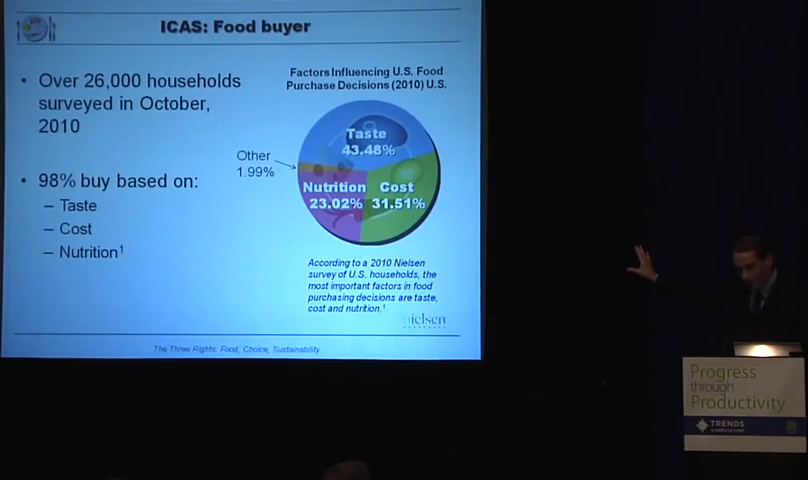 ICAS: Food buyer
• Over 26,000 households
surveyed in October,
2010
• 98% buy based on:
– Taste
– Cost
– Nutrition¹
Factors Influencing U.S. Food
Purchase Decisions (2010) U.S.
Taste
43.48%
Other
1.99%
Nutrition
23.02%
Cost
31.51%
According to a 2010 Nielsen
survey of U.S. households, the
most important factors in food
purchasing decisions are taste,
cost and nutrition.¹
nielsen
The Three Rights: Food, Choice, Sustainability
Progress
through
Productivity
TRENDS